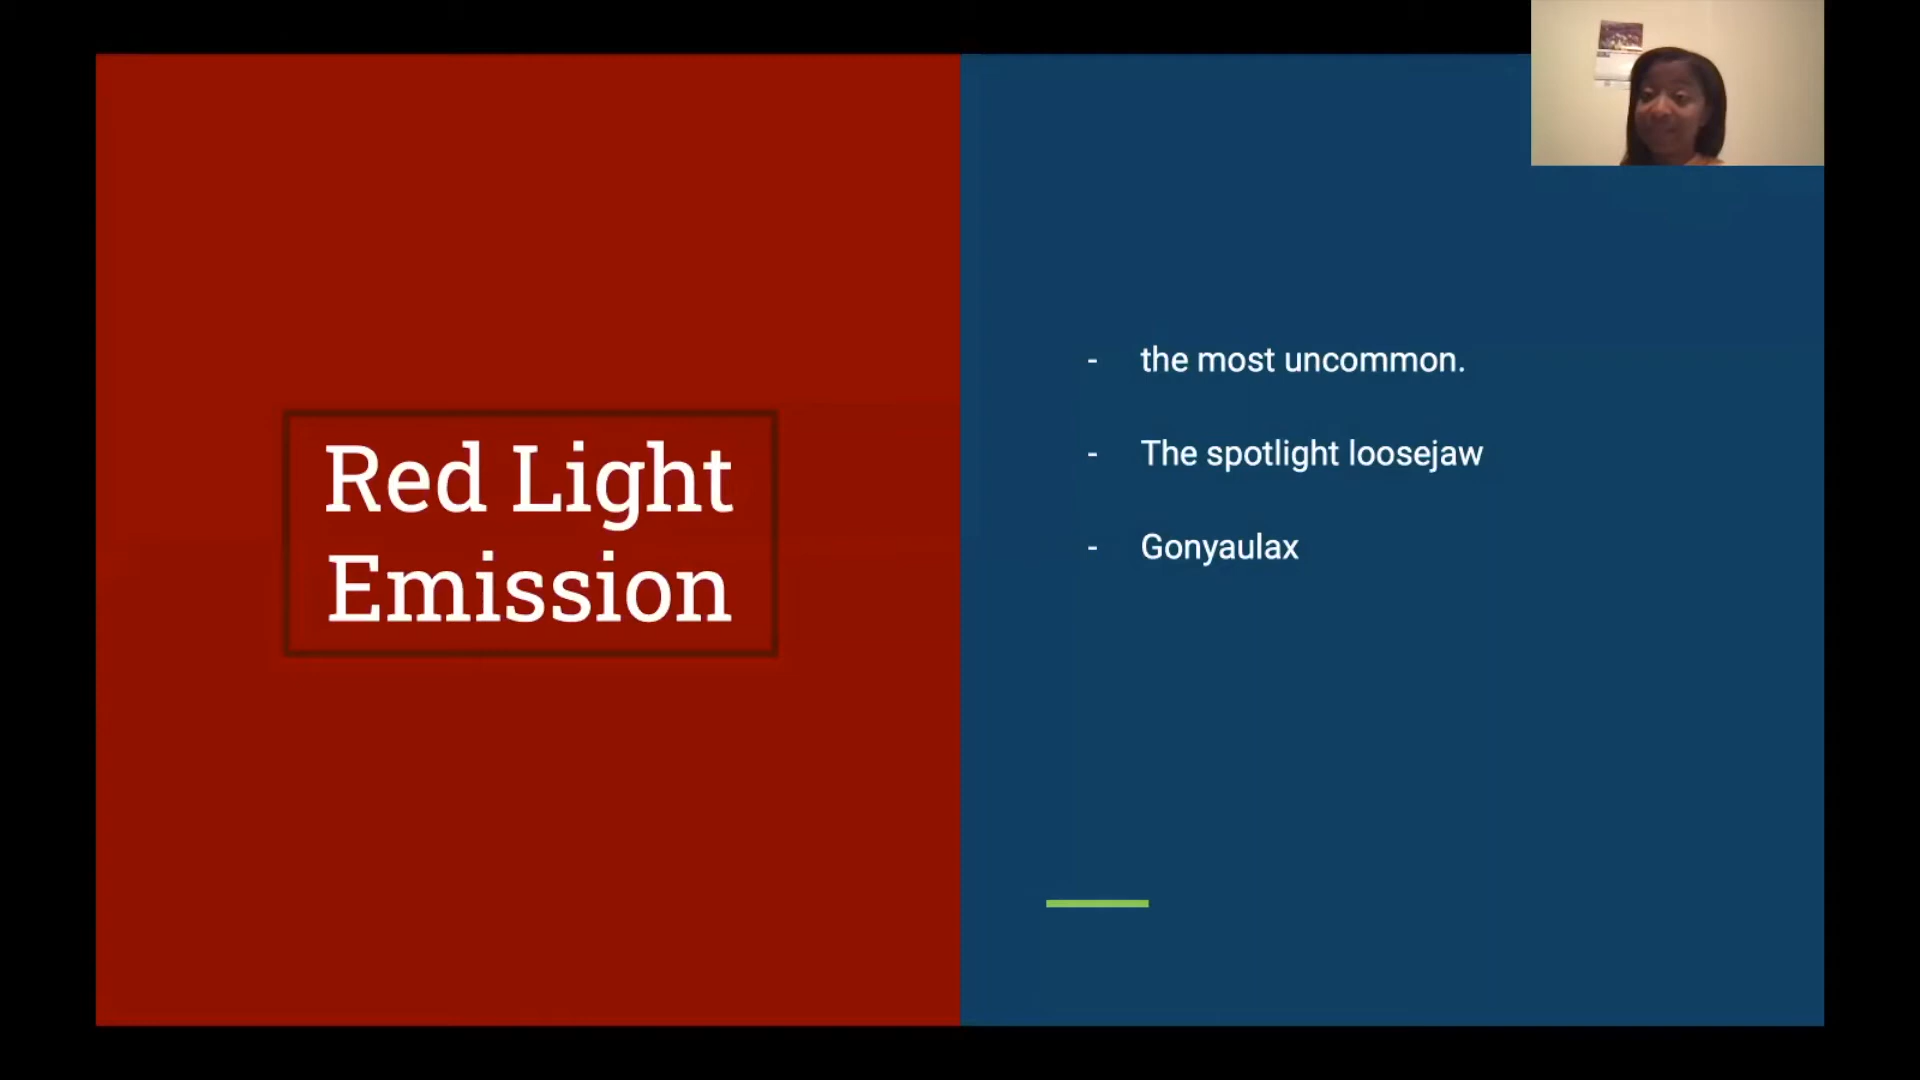 Red Light
Emission
- the most uncommon.
- The spotlight loosejaw
- Gonyaulax